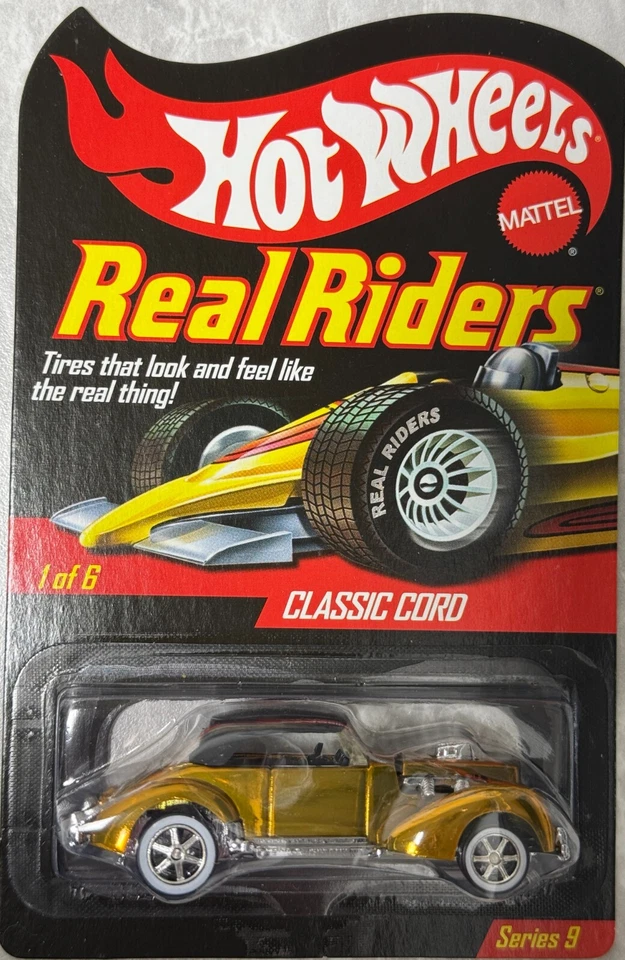 Hot Wheels®
MATTEL
®
Real Riders®
Tires that look and feel like
the real thing!
REAL RIDERS
1 of 6
CLASSIC CORD
Series 9